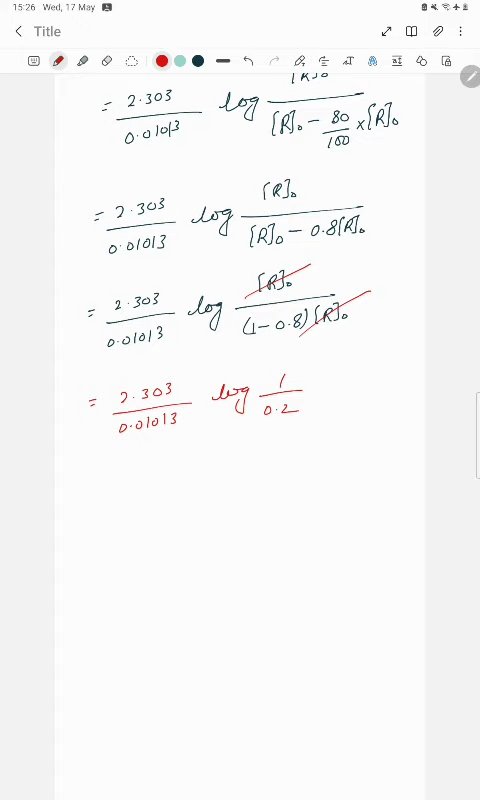 15:26 Wed, 17 May
Title
= 2.303 / 0.01013 log [R]₀ / [R]₀ - 80/100 × [R]₀
= 2.303 / 0.01013 log [R]₀ / [R]₀ - 0.8[R]₀
= 2.303 / 0.01013 log [R]₀ / (1 - 0.8) [R]₀
= 2.303 / 0.01013 log 1 / 0.2